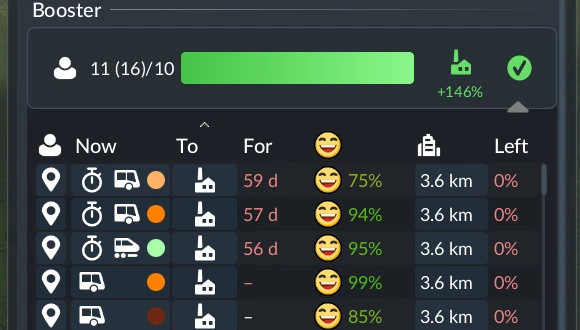 Booster
11 (16)/10
+146%
Now To For Left
59 d 75% 3.6 km 0%
57 d 94% 3.6 km 0%
56 d 95% 3.6 km 0%
– 99% 3.6 km 0%
– 85% 3.6 km 0%